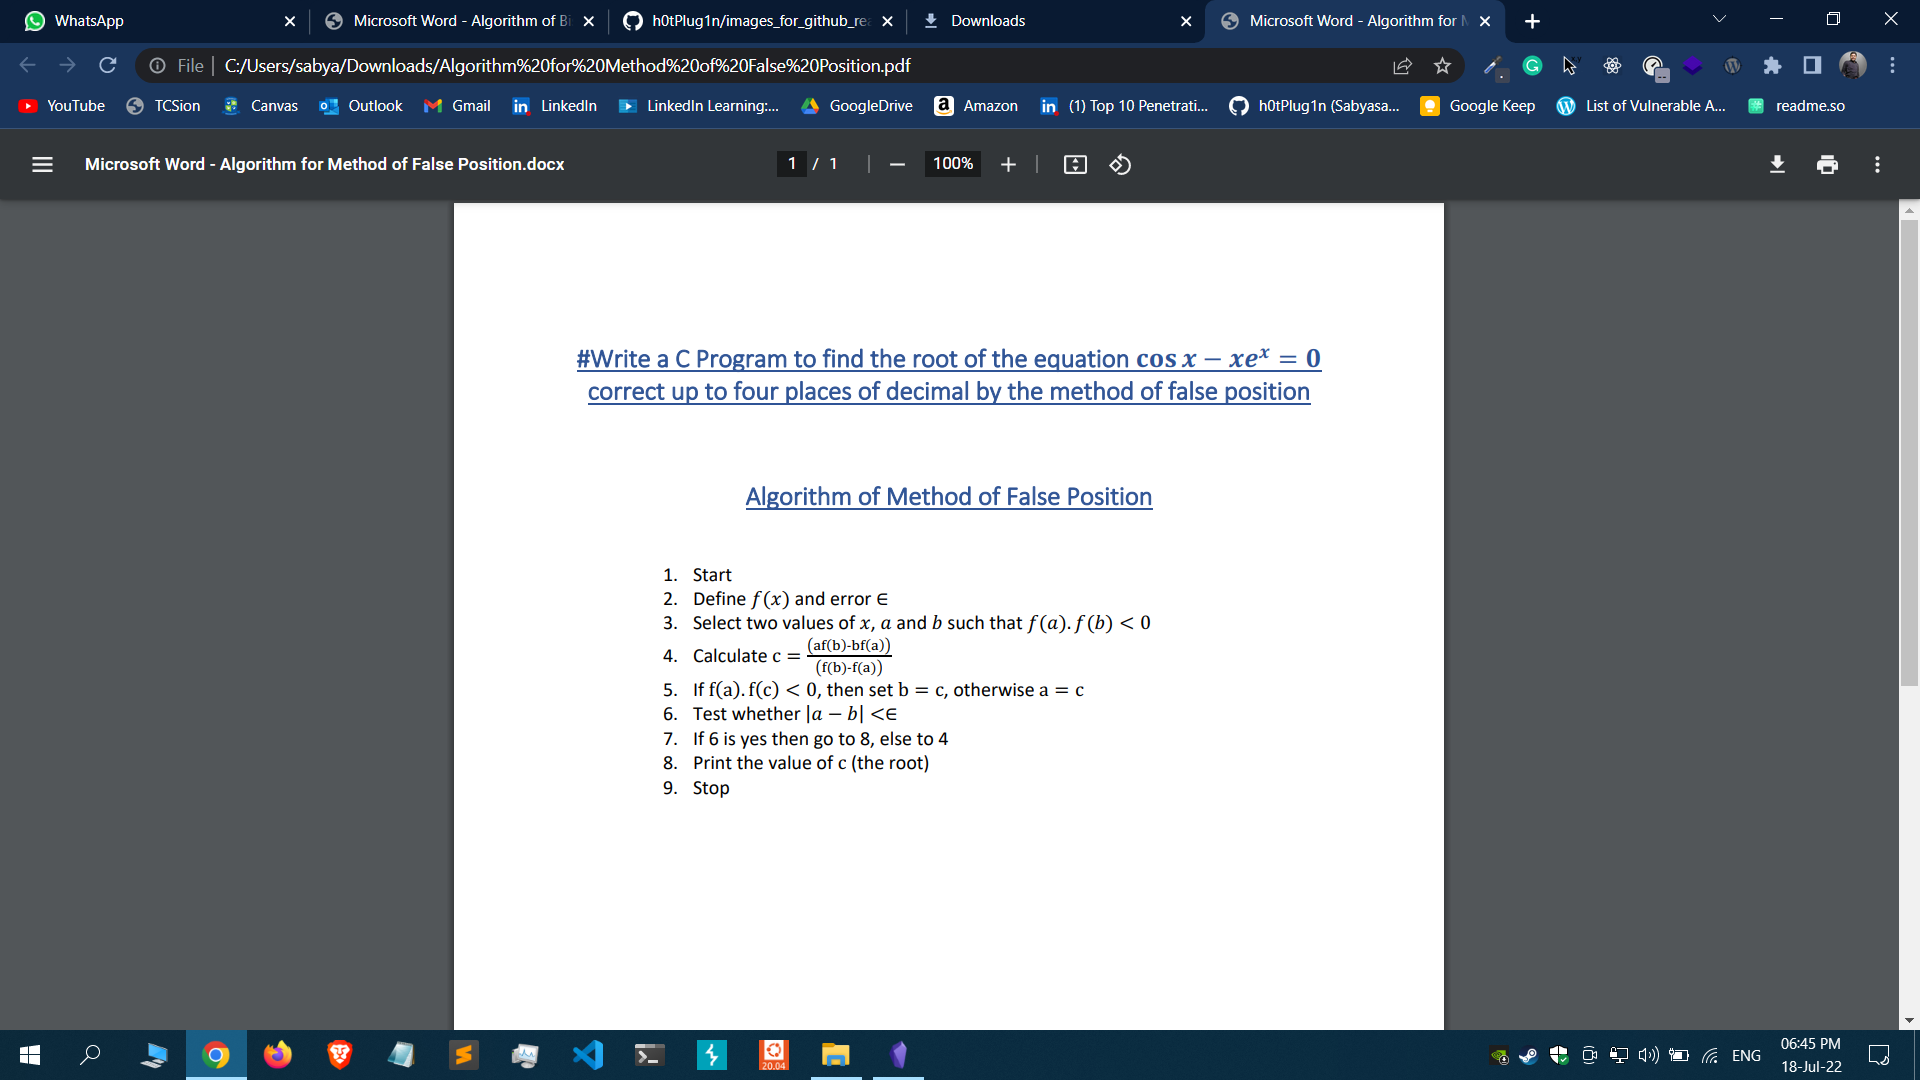 WhatsApp
Microsoft Word - Algorithm of Bi
h0tPlug1n/images_for_github_rea
Downloads
Microsoft Word - Algorithm for M
File
C:/Users/sabya/Downloads/Algorithm%20for%20Method%20of%20False%20Position.pdf
YouTube
TCSion
Canvas
Outlook
Gmail
LinkedIn
LinkedIn Learning:...
GoogleDrive
Amazon
(1) Top 10 Penetrati...
h0tPlug1n (Sabyasa...
Google Keep
List of Vulnerable A...
readme.so
Microsoft Word - Algorithm for Method of False Position.docx
1 / 1
100%
#Write a C Program to find the root of the equation cos x − xeˣ = 0
correct up to four places of decimal by the method of false position
Algorithm of Method of False Position
1. Start
2. Define f(x) and error ∈
3. Select two values of x, a and b such that f(a). f(b) < 0
4. Calculate c = (af(b)-bf(a)) / (f(b)-f(a))
5. If f(a). f(c) < 0, then set b = c, otherwise a = c
6. Test whether |a − b| <∈
7. If 6 is yes then go to 8, else to 4
8. Print the value of c (the root)
9. Stop
20.04
ENG
06:45 PM
18-Jul-22